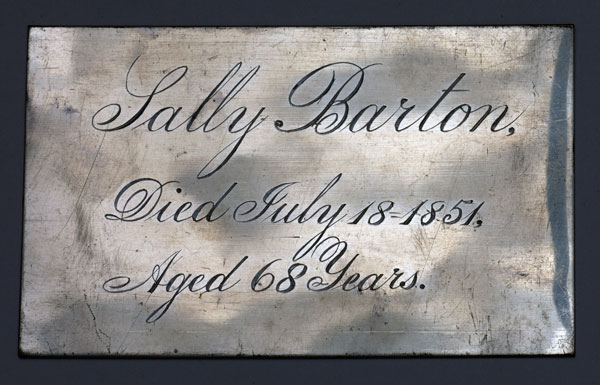 Sally Barton,
Died July 18-1851,
Aged 68 Years.